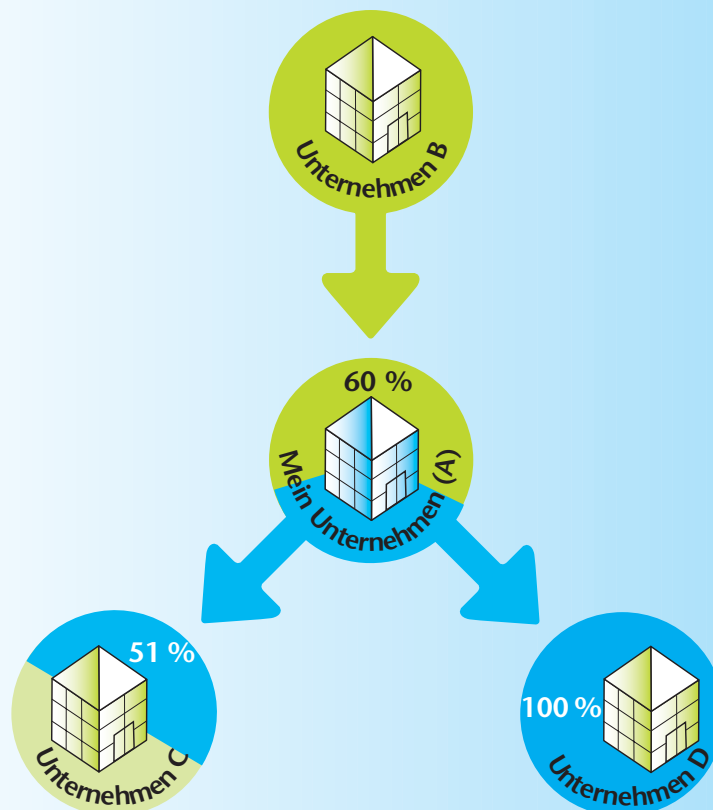 Unternehmen B
60 %
Mein Unternehmen (A)
51 %
Unternehmen C
100 %
Unternehmen D